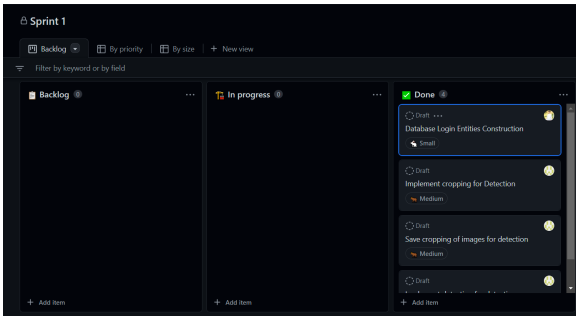 Sprint 1
Backlog
By priority
By size
+ New view
Filter by keyword or by field
Backlog 0
In progress 0
Done 4
Draft
Database Login Entities Construction
Small
Draft
Implement cropping for Detection
Medium
Draft
Save cropping of images for detection
Medium
Draft
+ Add item
+ Add item
+ Add item